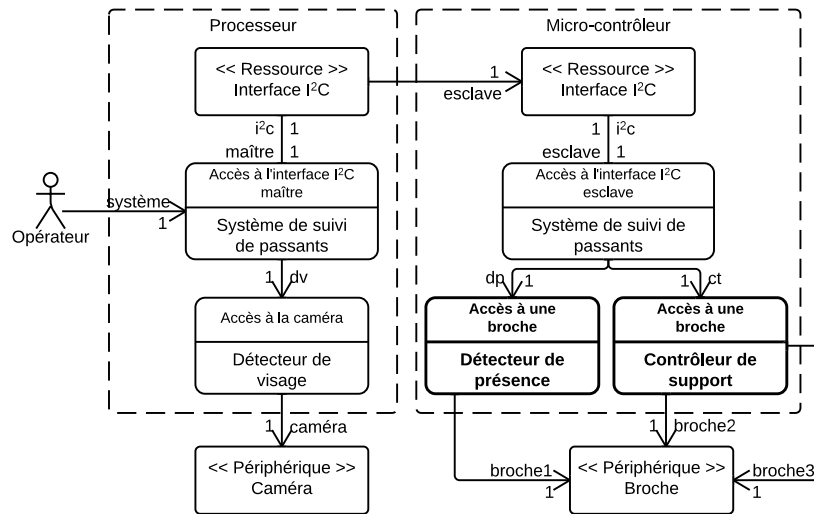 Processeur
Micro-contrôleur
<< Ressource >>
Interface I²C
1
esclave
<< Ressource >>
Interface I²C
i²c 1
maître 1
1 i²c
esclave 1
Accès à l'interface I²C
maître
Système de suivi
de passants
Accès à l'interface I²C
esclave
Système de suivi de
passants
Opérateur
système
1
1 dv
dp 1
1 ct
Accès à la caméra
Détecteur de
visage
Accès à une
broche
Détecteur de
présence
Accès à une
broche
Contrôleur de
support
1 caméra
1 broche2
<< Périphérique >>
Caméra
broche1
1
<< Périphérique >>
Broche
broche3
1